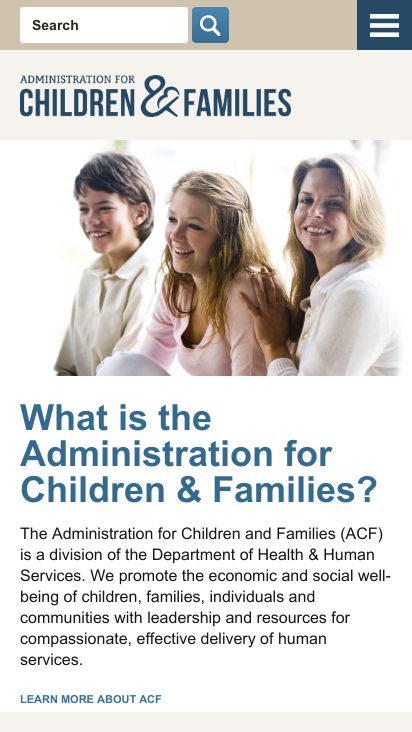 Search
ADMINISTRATION FOR
CHILDREN & FAMILIES
What is the
Administration for
Children & Families?
The Administration for Children and Families (ACF)
is a division of the Department of Health & Human
Services. We promote the economic and social well-
being of children, families, individuals and
communities with leadership and resources for
compassionate, effective delivery of human
services.
LEARN MORE ABOUT ACF